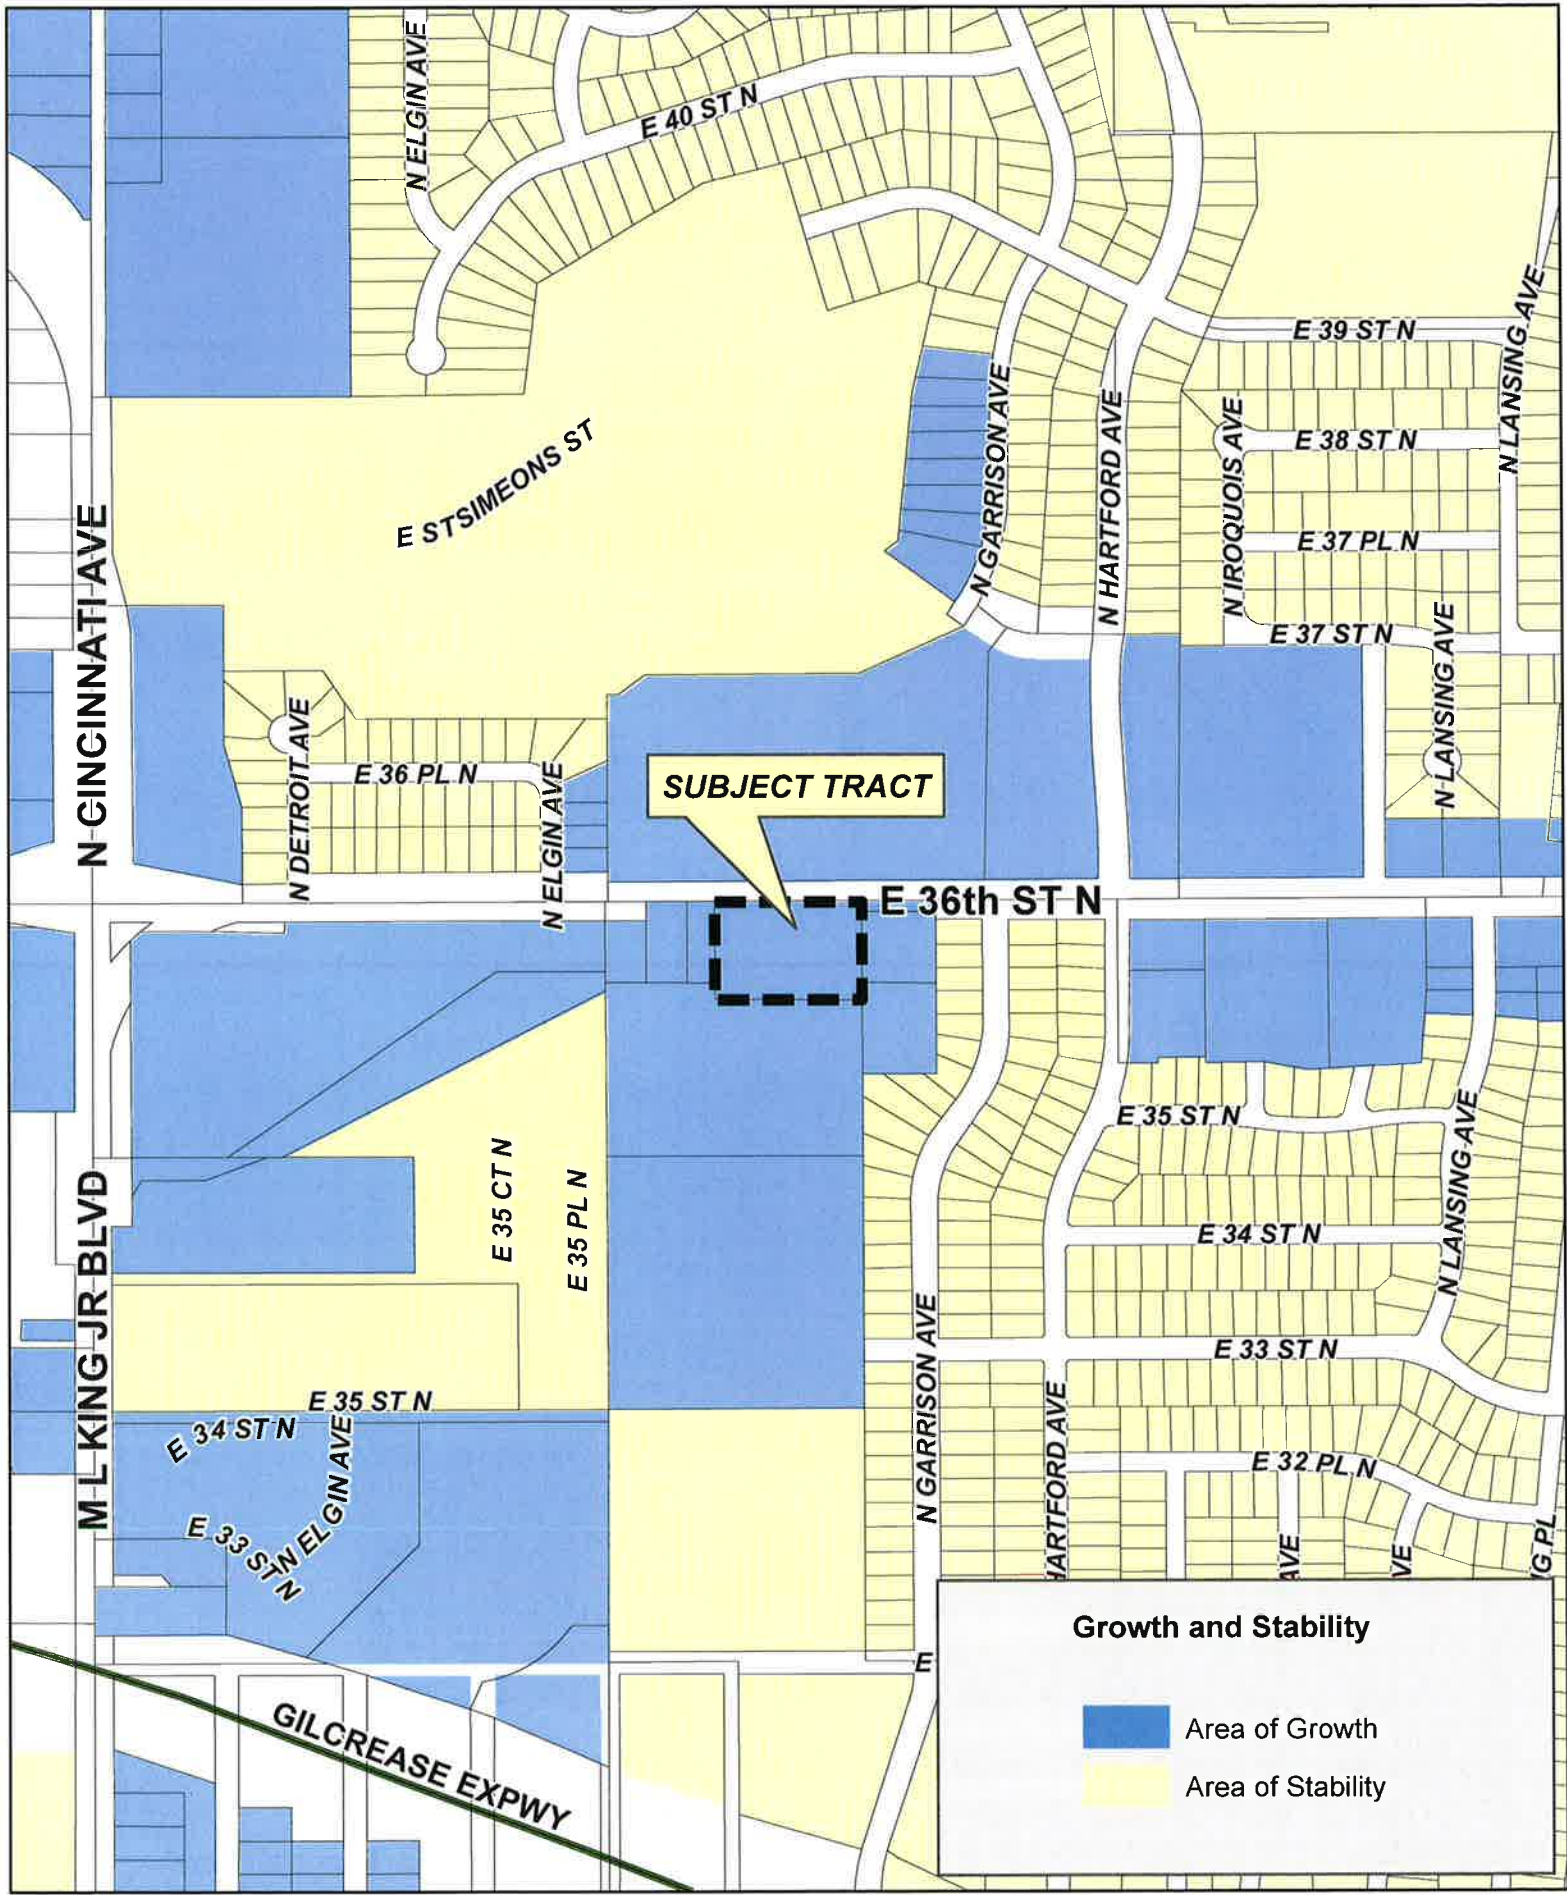 N ELGIN AVE
E 40 ST N
E 39 ST N
N LANSING AVE
E STSIMEONS ST
N GARRISON AVE
N HARTFORD AVE
N IROQUOIS AVE
E 38 ST N
E 37 PL N
E 37 ST N
N LANSING AVE
N CINCINNATI AVE
N DETROIT AVE
E 36 PL N
N ELGIN AVE
SUBJECT TRACT
E 36th ST N
E 35 ST N
N LANSING AVE
E 35 CT N
E 35 PL N
E 34 ST N
M L KING JR BLVD
E 33 ST N
N GARRISON AVE
HARTFORD AVE
E 35 ST N
E 34 ST N
N ELGIN AVE
E 33 ST N
E 32 PL N
AVE
VE
G PL
E
GILCREASE EXPWY
Growth and Stability
Area of Growth
Area of Stability